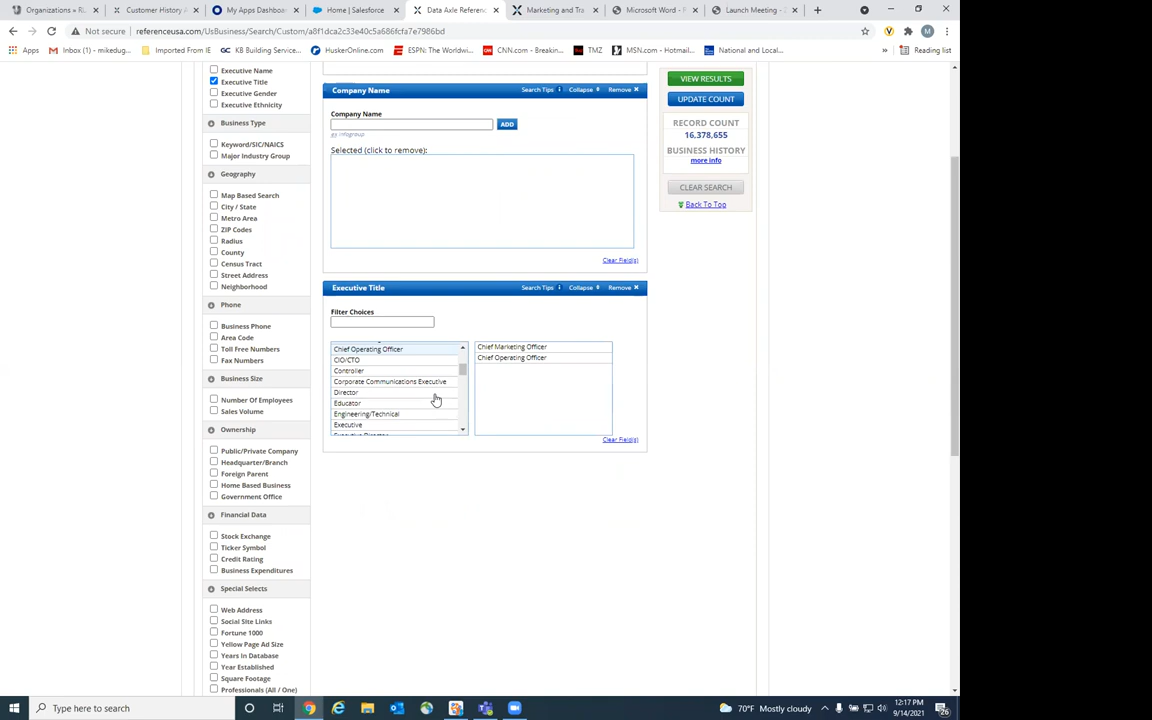 Organizations « R
Customer History A
My Apps Dashboa
Home | Salesforce
Data Axle Referenc
Marketing and Tra
Microsoft Word - R
Launch Meeting - Z
Not secure | referenceusa.com/UsBusiness/Search/Custom/a8f1dca2c33e40c5a6866bfca7e7986bd
Apps
Inbox (1) - mikedug...
Imported From IE
KB Building Service...
HuskerOnline.com
ESPN: The Worldwi...
CNN.com - Breakin...
TMZ
MSN.com - Hotmail...
National and Local...
»
Reading list
Executive Name
Executive Title
Executive Gender
Executive Ethnicity
Business Type
Keyword/SIC/NAICS
Major Industry Group
Geography
Map Based Search
City / State
Metro Area
ZIP Codes
Radius
County
Census Tract
Street Address
Neighborhood
Phone
Business Phone
Area Code
Toll Free Numbers
Fax Numbers
Business Size
Number Of Employees
Sales Volume
Ownership
Public/Private Company
Headquarter/Branch
Foreign Parent
Home Based Business
Government Office
Financial Data
Stock Exchange
Ticker Symbol
Credit Rating
Business Expenditures
Special Selects
Web Address
Social Site Links
Fortune 1000
Yellow Page Ad Size
Years In Database
Year Established
Square Footage
Professionals (All / One)
Company Name
Search Tips
Collapse
Remove
Company Name
ADD
eg infogroup
Selected (click to remove):
Clear Field(s)
Executive Title
Search Tips
Collapse
Remove
Filter Choices
Chief Operating Officer
CIO/CTO
Controller
Corporate Communications Executive
Director
Educator
Engineering/Technical
Executive
Executive Director
Chief Marketing Officer
Chief Operating Officer
Clear Field(s)
VIEW RESULTS
UPDATE COUNT
RECORD COUNT
16,378,655
BUSINESS HISTORY
more info
CLEAR SEARCH
Back To Top
Type here to search
70°F Mostly cloudy
12:17 PM
9/14/2021
26